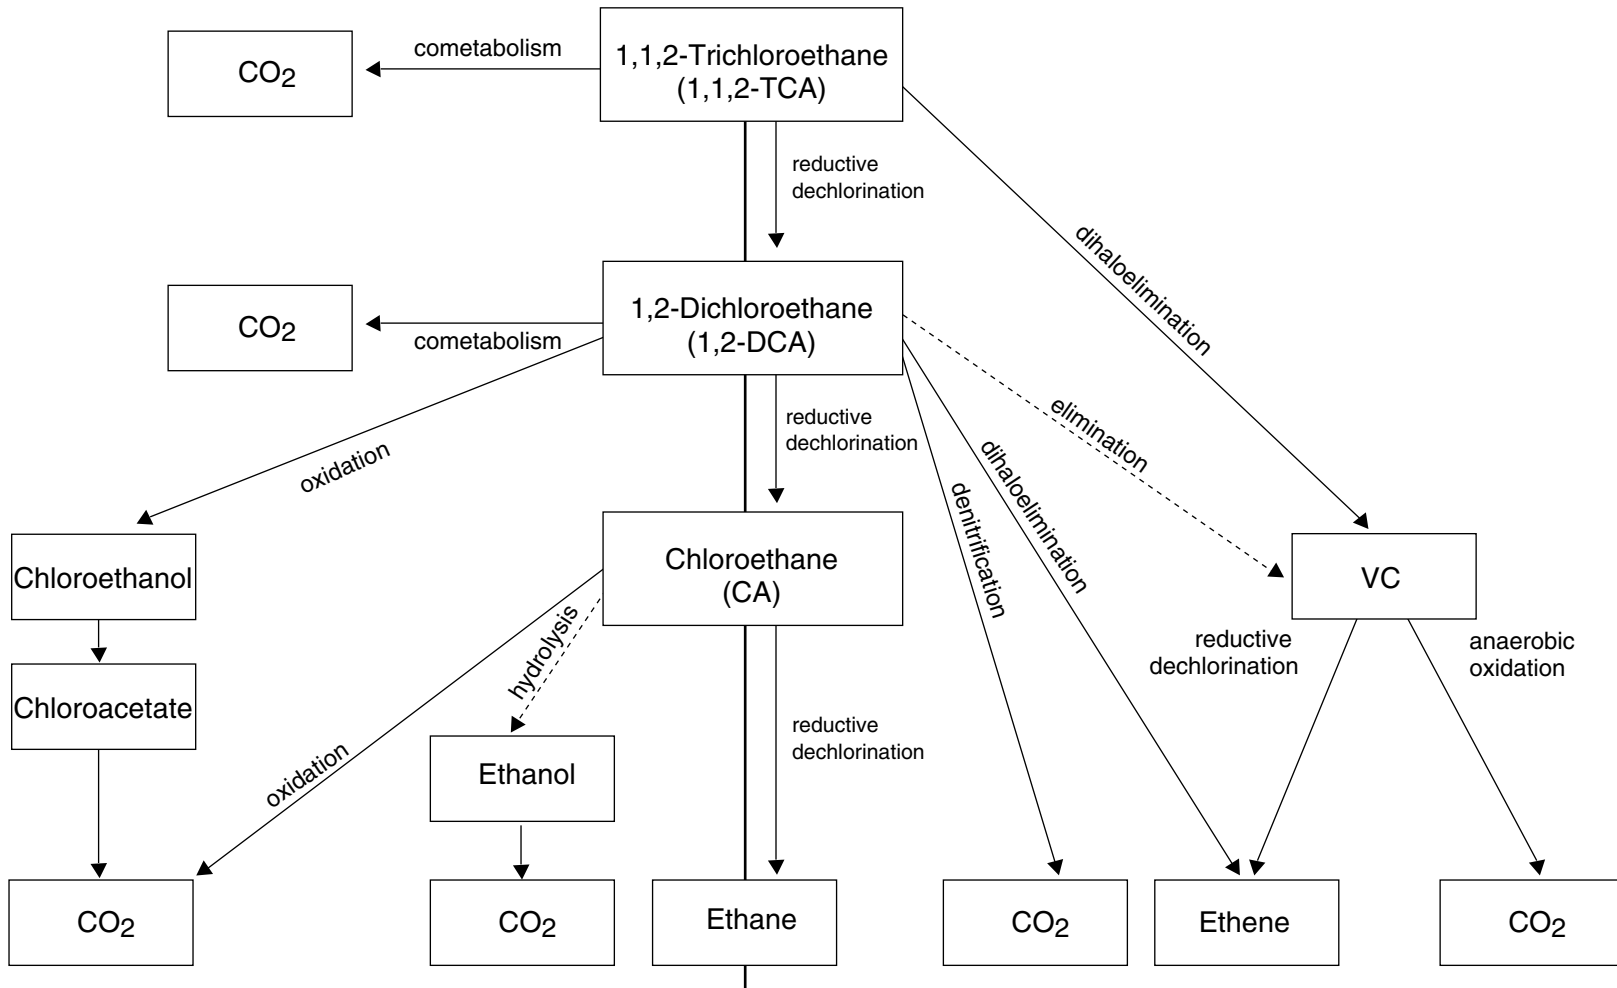 cometabolism
1,1,2-Trichloroethane
(1,1,2-TCA)
CO2
reductive
dechlorination
dihaloelimination
1,2-Dichloroethane
(1,2-DCA)
CO2
cometabolism
reductive
dechlorination
elimination
oxidation
dihaloelimination
denitrification
Chloroethanol
Chloroethane
(CA)
VC
hydrolysis
reductive
dechlorination
anaerobic
oxidation
Chloroacetate
reductive
dechlorination
oxidation
Ethanol
CO2
CO2
Ethane
CO2
Ethene
CO2